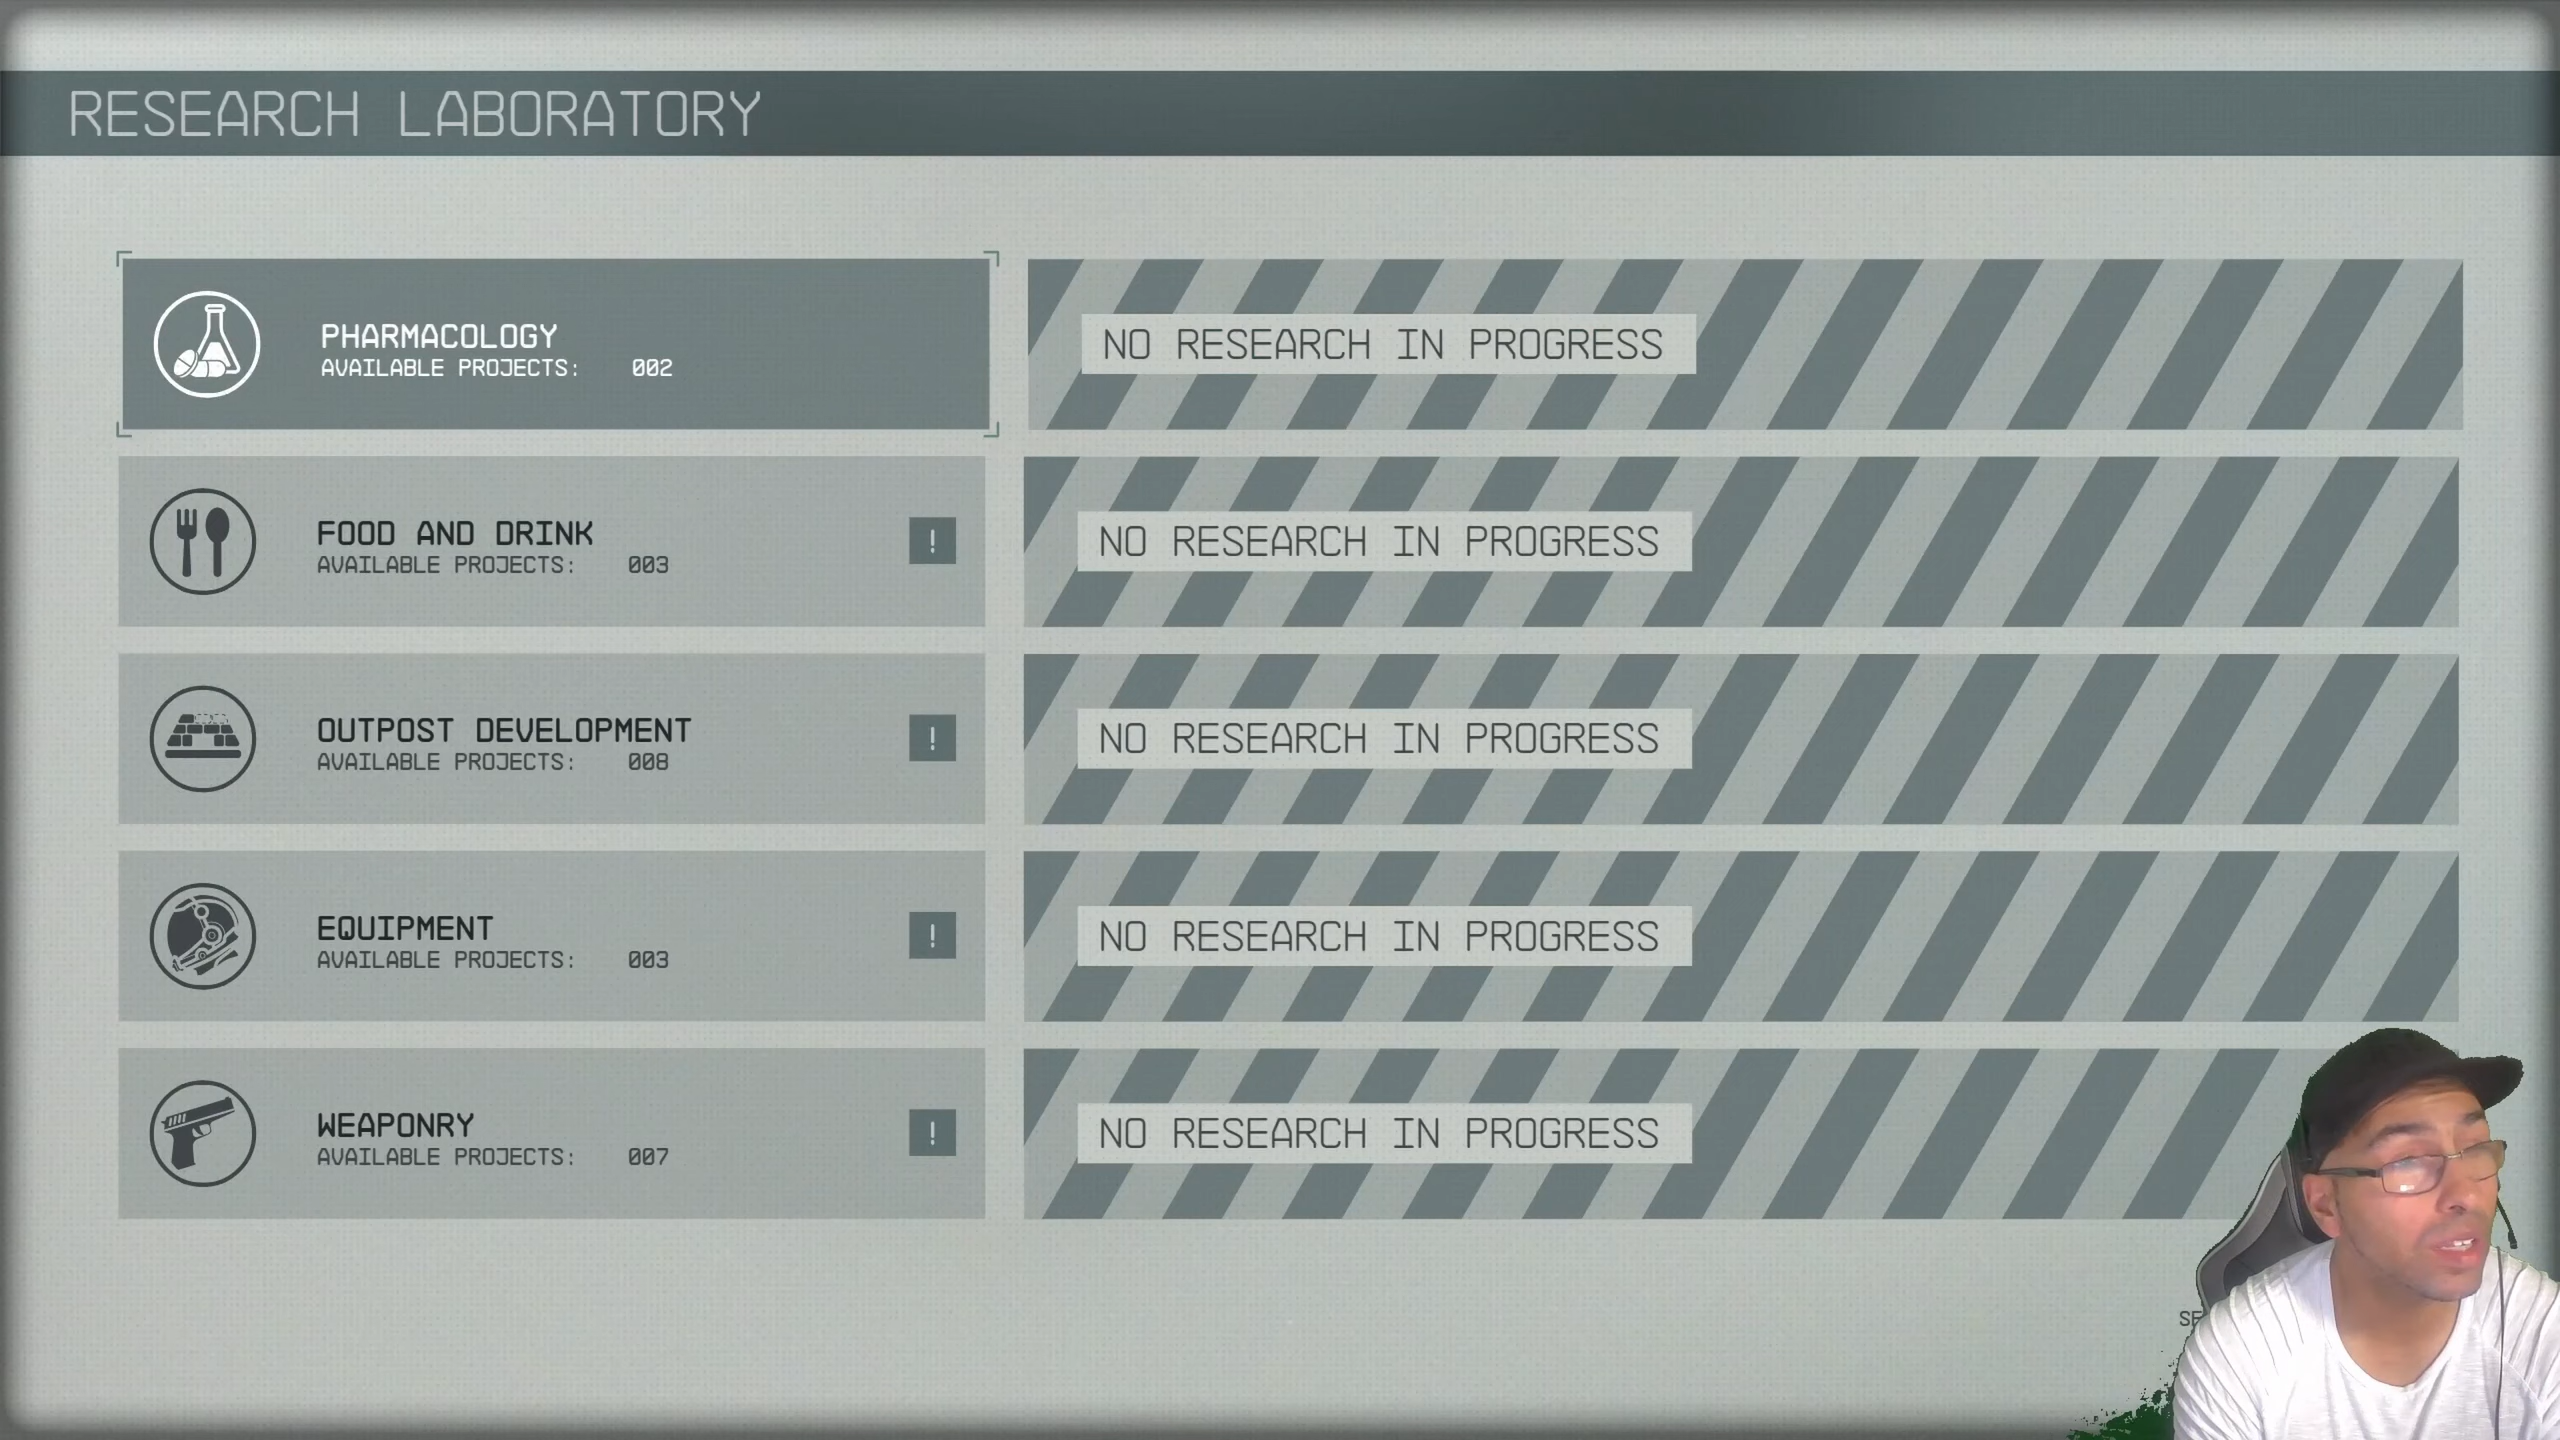 RESEARCH LABORATORY
PHARMACOLOGY
AVAILABLE PROJECTS: 002
NO RESEARCH IN PROGRESS
FOOD AND DRINK
AVAILABLE PROJECTS: 003
!
NO RESEARCH IN PROGRESS
OUTPOST DEVELOPMENT
AVAILABLE PROJECTS: 008
!
NO RESEARCH IN PROGRESS
EQUIPMENT
AVAILABLE PROJECTS: 003
!
NO RESEARCH IN PROGRESS
WEAPONRY
AVAILABLE PROJECTS: 007
!
NO RESEARCH IN PROGRESS